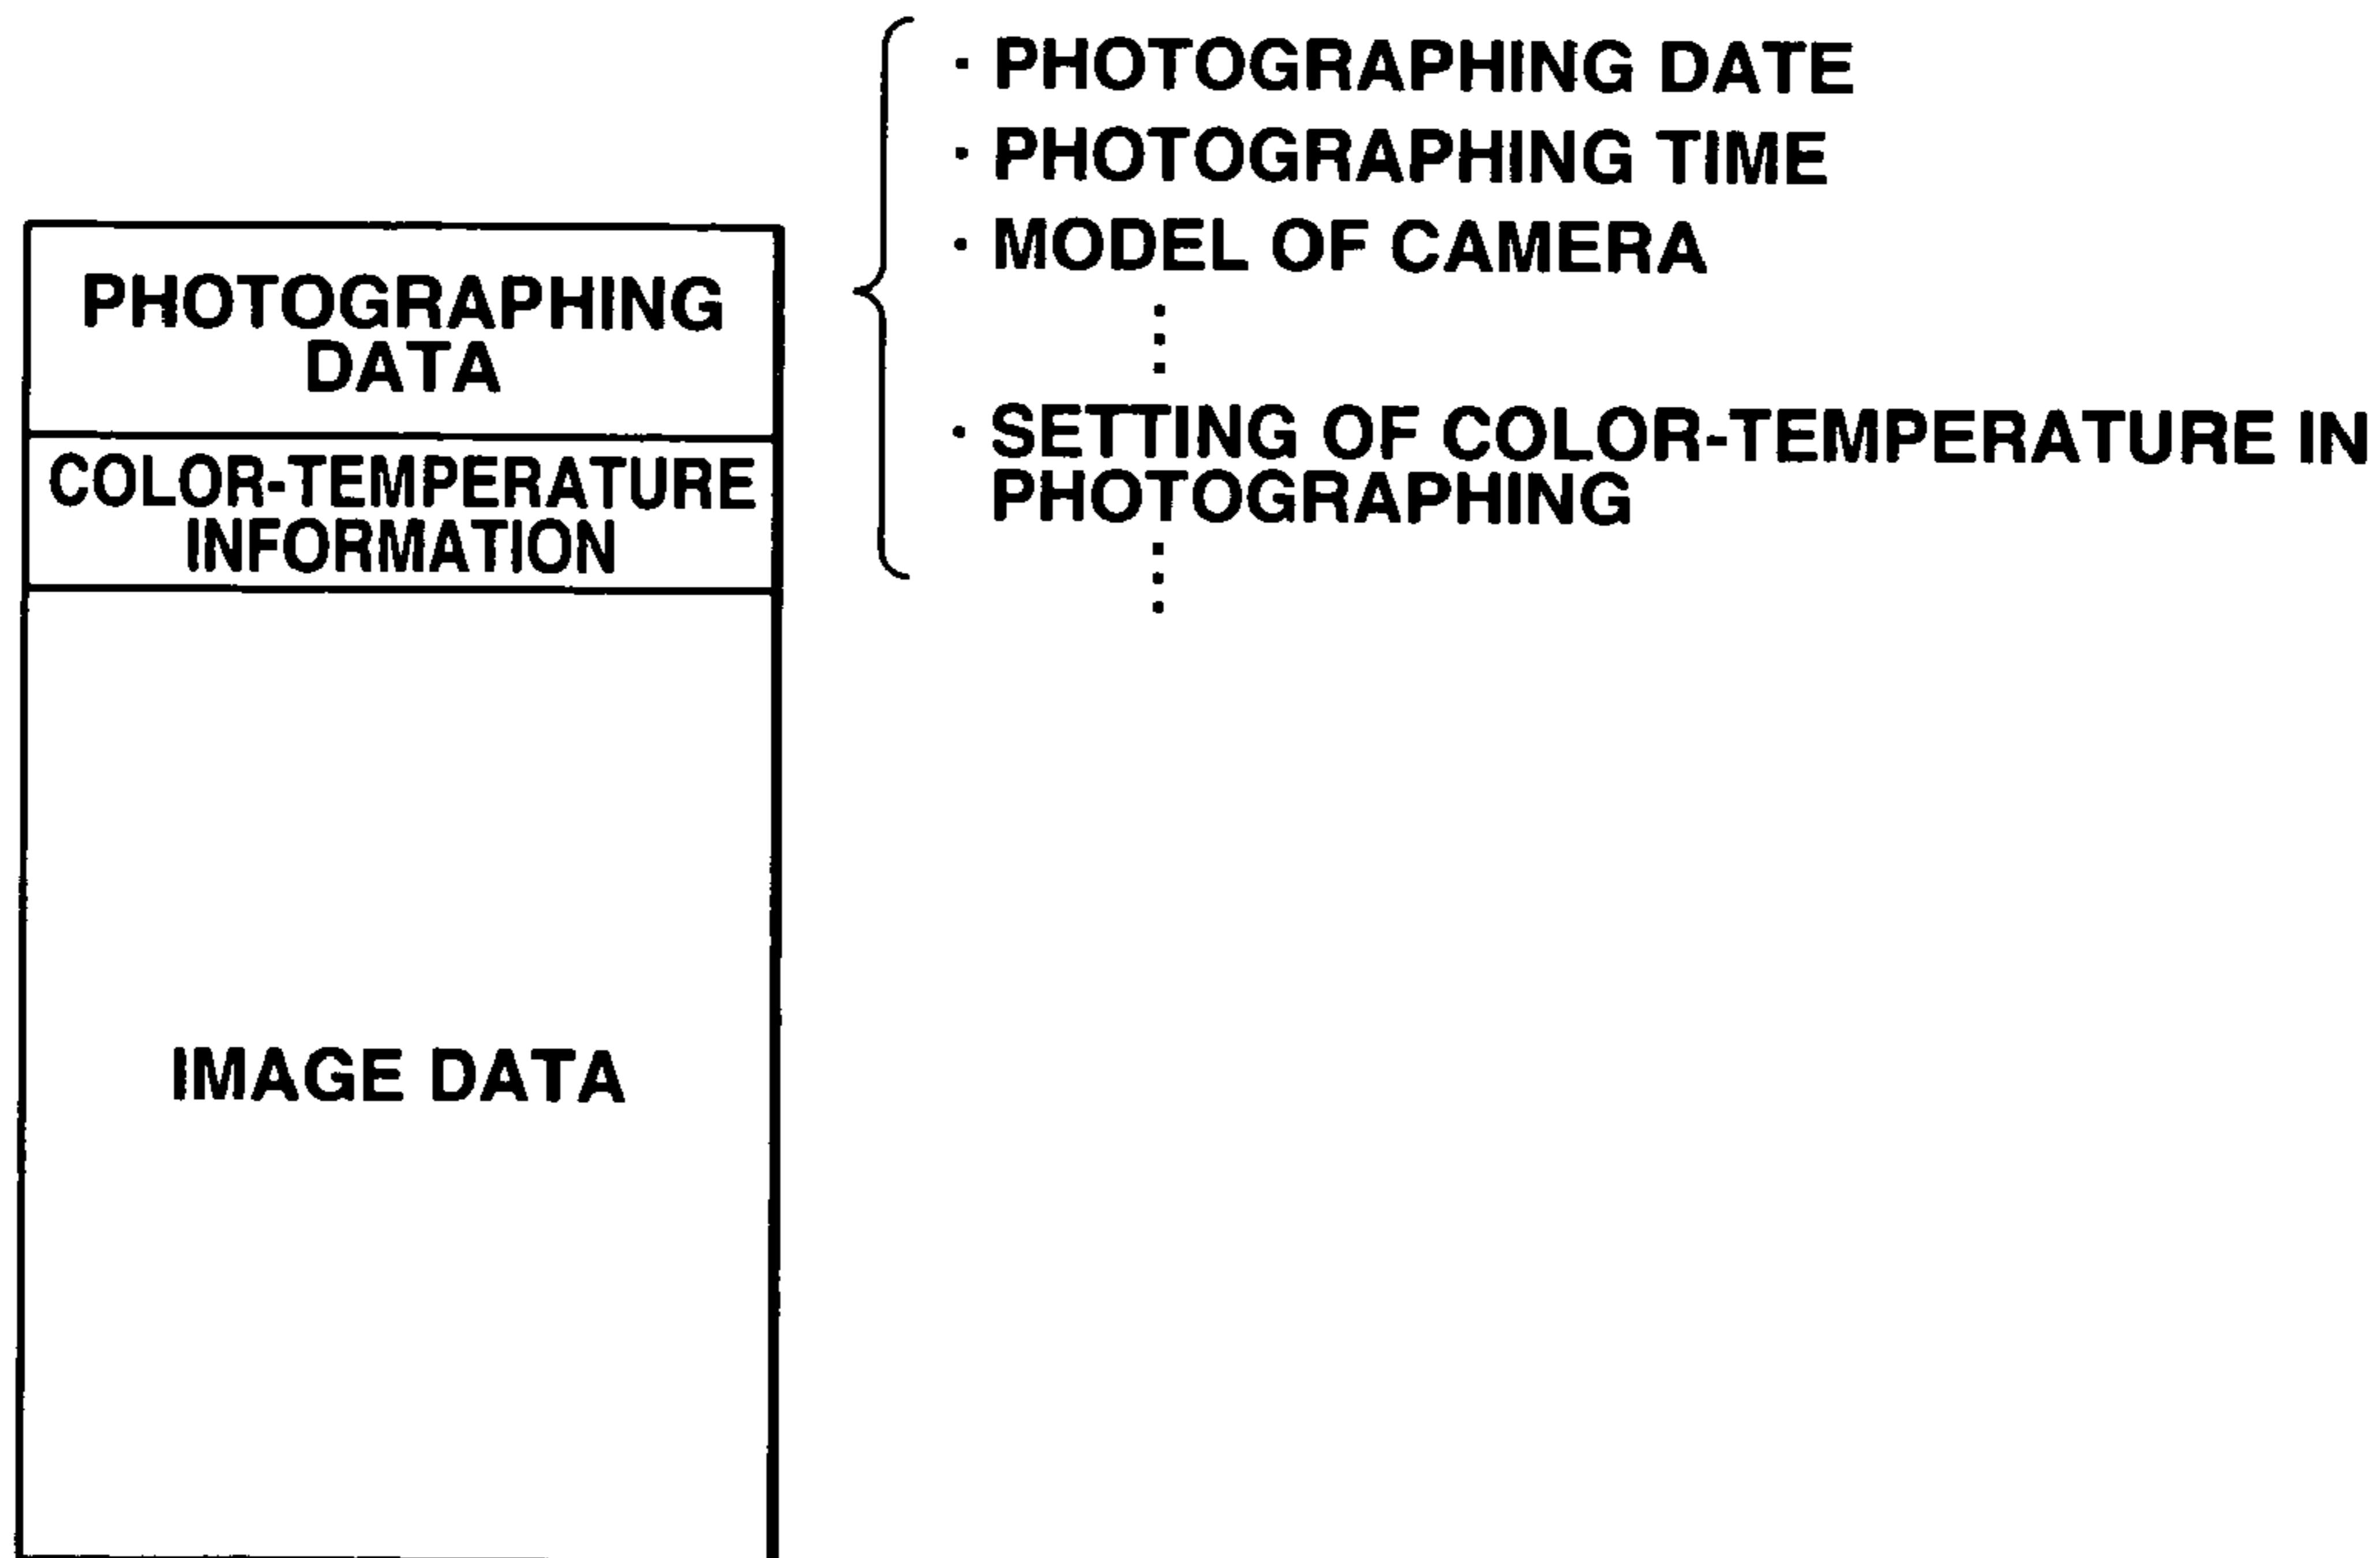 PHOTOGRAPHING
DATA
COLOR-TEMPERATURE
INFORMATION
IMAGE DATA
· PHOTOGRAPHING DATE
· PHOTOGRAPHING TIME
· MODEL OF CAMERA
· SETTING OF COLOR-TEMPERATURE IN
PHOTOGRAPHING